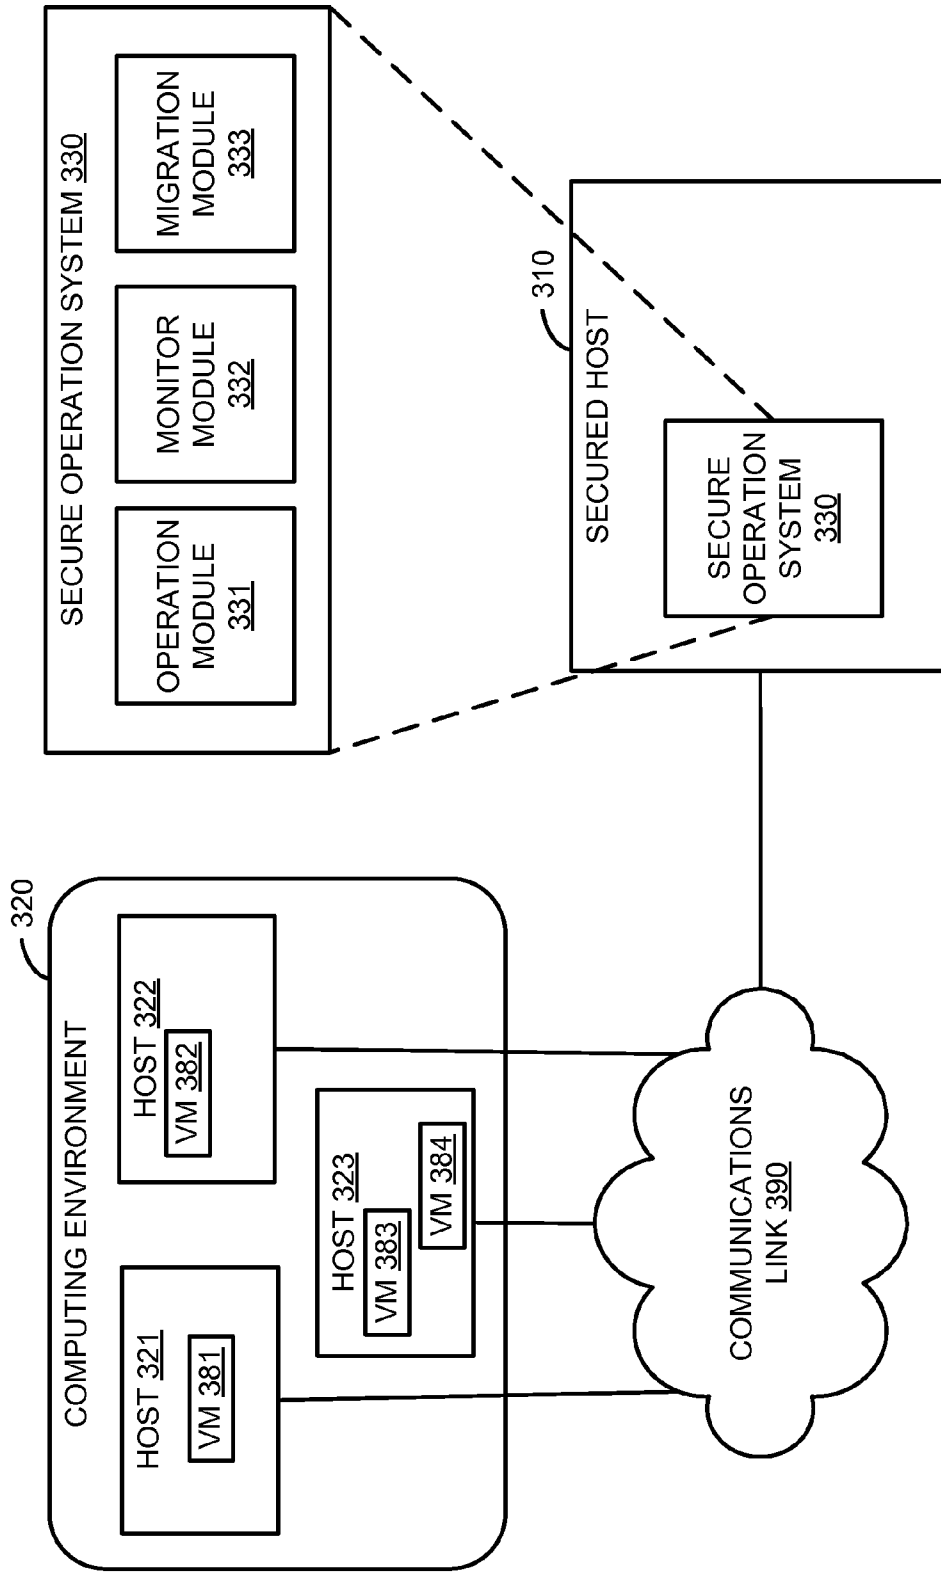 320
COMPUTING ENVIRONMENT
HOST 321
VM 381
HOST 322
VM 382
HOST 323
VM 383
VM 384
COMMUNICATIONS
LINK 390
SECURE OPERATION SYSTEM 330
OPERATION
MODULE
331
MONITOR
MODULE
332
MIGRATION
MODULE
333
310
SECURED HOST
SECURE
OPERATION
SYSTEM
330